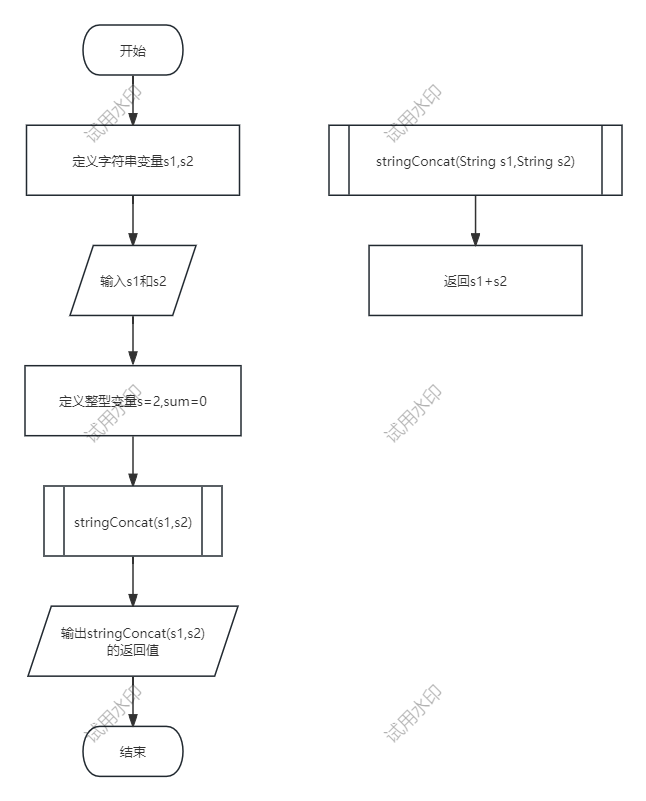 开始
试用水印
试用水印
定义字符串变量s1,s2
stringConcat(String s1,String s2)
输入s1和s2
返回s1+s2
定义整型变量s=2,sum=0
试用水印
试用水印
stringConcat(s1,s2)
输出stringConcat(s1,s2)
的返回值
试用水印
试用水印
结束